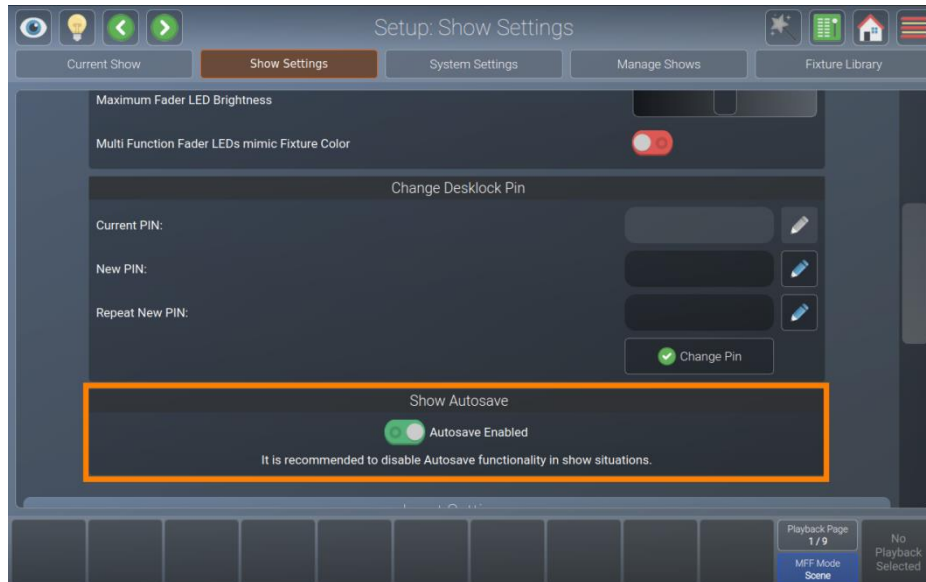 Setup: Show Settings
Current Show
Show Settings
System Settings
Manage Shows
Fixture Library
Maximum Fader LED Brightness
Multi Function Fader LEDs mimic Fixture Color
Change Desklock Pin
Current PIN:
New PIN:
Repeat New PIN:
Change Pin
Show Autosave
Autosave Enabled
It is recommended to disable Autosave functionality in show situations.
Playback Page
1 / 9
MFF Mode
Scene
No
Playback
Selected